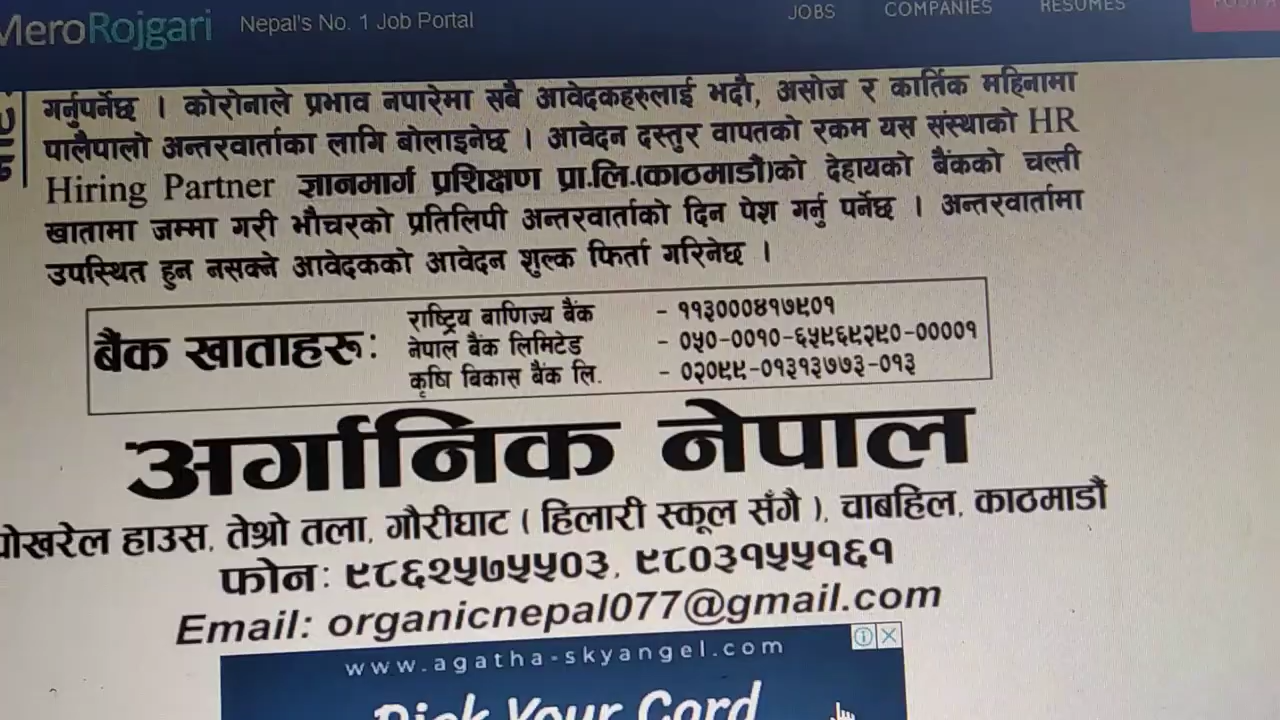 MeroRojgari Nepal's No. 1 Job Portal JOBS COMPANIES RESUMES
गर्नुपर्नेछ । कोरोनाले प्रभाव नपारेमा सबै आवेदकहरुलाई भदौ, असोज र कार्तिक महिनामा
पालैपालो अन्तरवार्ताका लागि बोलाइनेछ । आवेदन दस्तुर वापतको रकम यस संस्थाको HR
Hiring Partner ज्ञानमार्ग प्रशिक्षण प्रा.लि.(काठमाडौं)को देहायको बैंकको चल्ती
खातामा जम्मा गरी भौचरको प्रतिलिपी अन्तरवार्ताको दिन पेश गर्नु पर्नेछ । अन्तरवार्तामा
उपस्थित हुन नसक्ने आवेदकको आवेदन शुल्क फिर्ता गरिनेछ ।
बैंक खाताहरु:
राष्ट्रिय बाणिज्य बैंक - ११३०००४१७९०१
नेपाल बैंक लिमिटेड - ०५०-००१०-६५९६९२९०-००००१
कृषि बिकास बैंक लि. - ०२०९९-०१३१३७७३-०१३
अर्गानिक नेपाल
पोखरेल हाउस, तेश्रो तला, गौरीघाट ( हिलारी स्कूल सँगै ), चाबहिल, काठमाडौं
फोन: ९८६२५७५५०३, ९८०३१५५१६१
Email: organicnepal077@gmail.com
www.agatha-skyangel.com
Pick Your Card